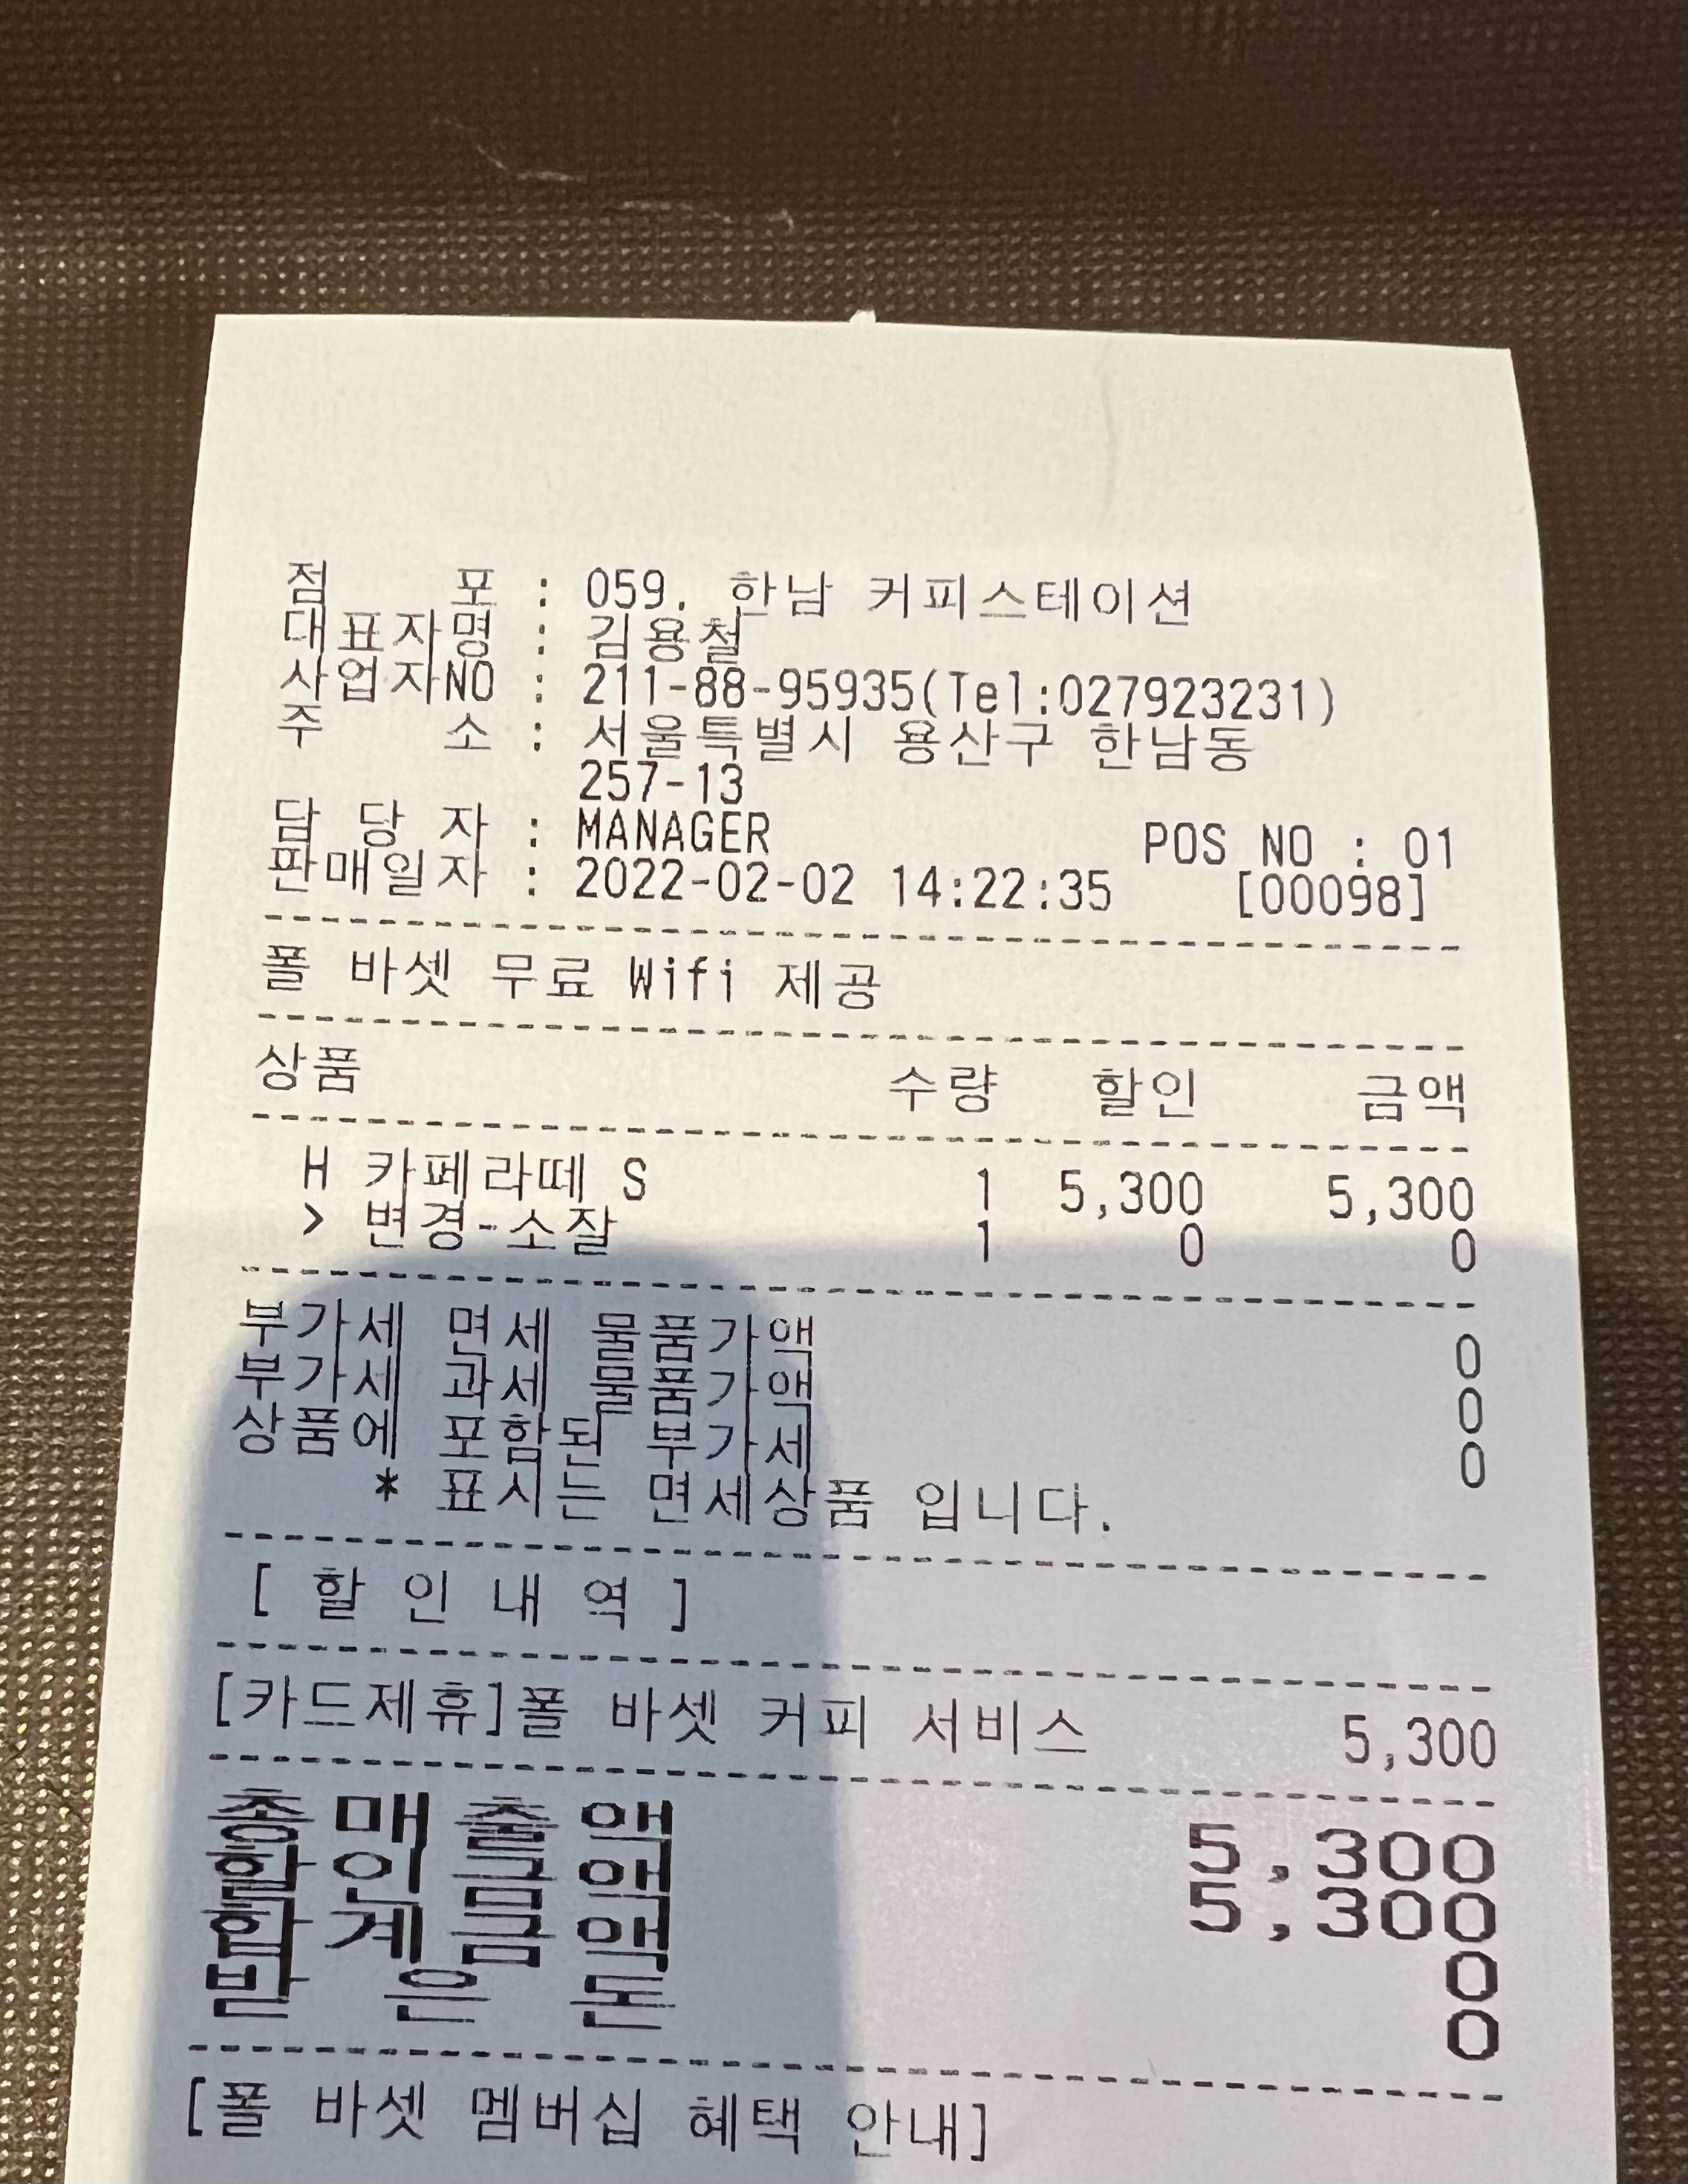 점 포 : 059. 한남 커피스테이션
대표자명 : 김용철
사업자NO : 211-88-95935(Tel:027923231)
주 소 : 서울특별시 용산구 한남동
257-13
담 당 자 : MANAGER POS NO : 01
판매일자 : 2022-02-02 14:22:35 [00098]
폴 바셋 무료 Wifi 제공
상품 수량 할인 금액
H 카페라떼 S 1 5,300 5,300
> 변경-소잘 1 0 0
부가세 면세 물품가액 0
부가세 과세 물품가액 0
상품에 포함된 부가세 0
* 표시는 면세상품 입니다.
[ 할 인 내 역 ]
[카드제휴]폴 바셋 커피 서비스 5,300
총 매 출 액 5,300
할 인 금 액 5,300
합 계 금 액 0
받 은 돈 0
[폴 바셋 멤버십 혜택 안내]